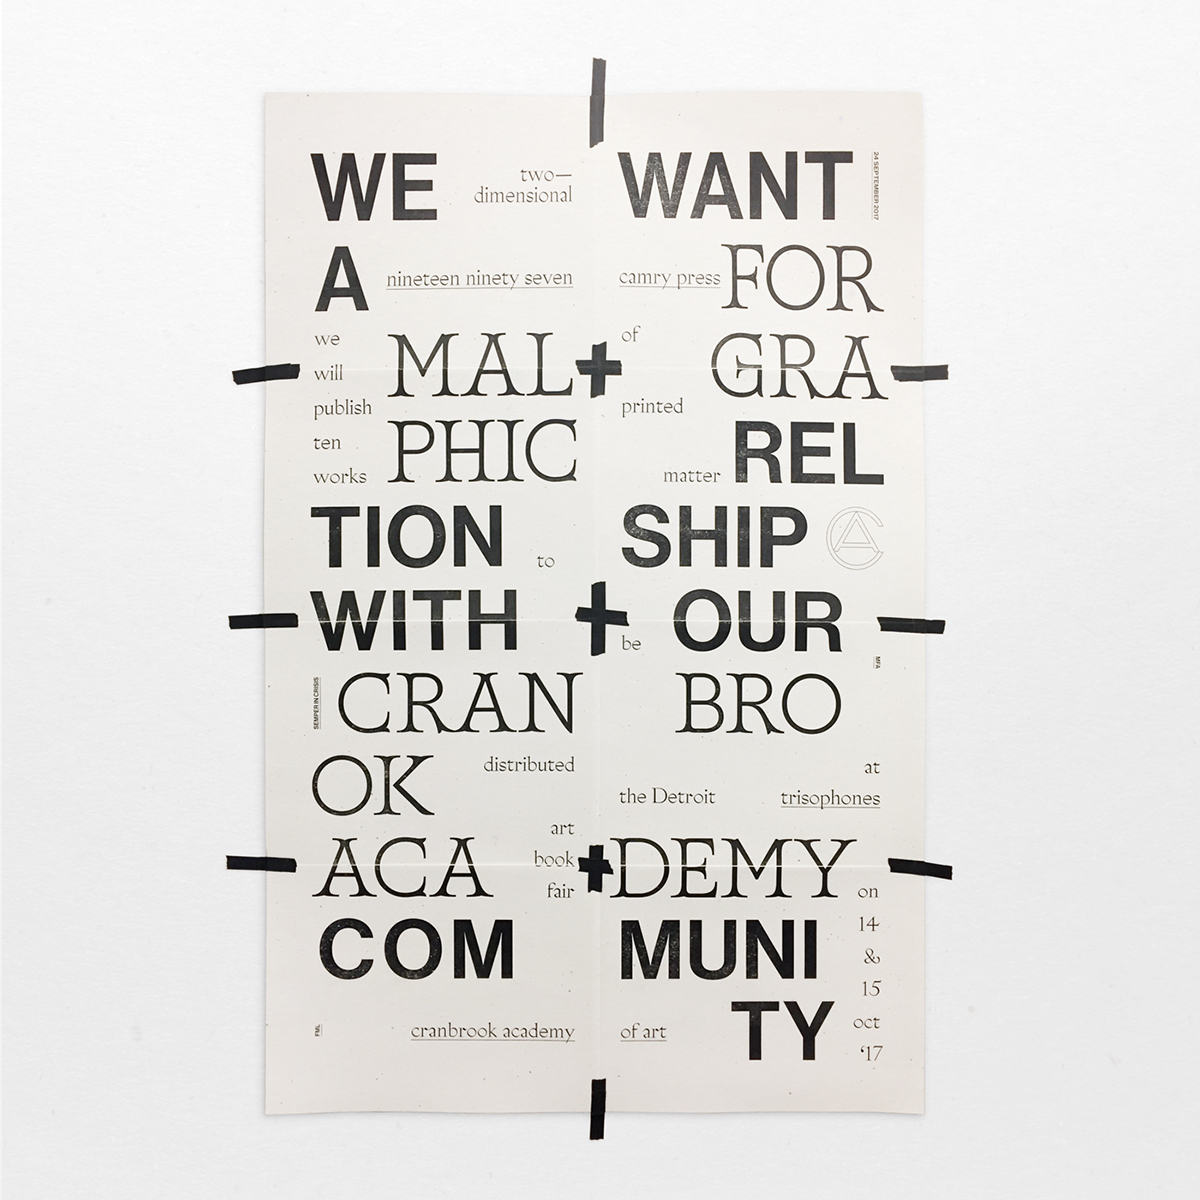 WE two— WANT 24 SEPTEMBER 2017
dimensional
A nineteen ninety seven camry press FOR
we MAL of GRA
will
publish PHIC printed REL
ten
works matter
TION to SHIP CA
WITH be OUR
MFA
SEMPER IN CRISIS CRAN BRO
OK distributed at
the Detroit trisophones
art
ACA book DEMY
fair on
COM MUNI 14
&
15
TY oct
FML cranbrook academy of art
‘17